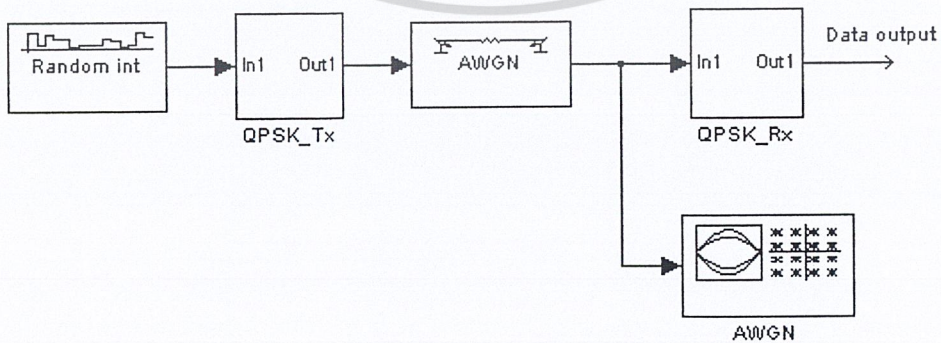 Random int
In1 Out1
QPSK_Tx
AWGN
In1 Out1
QPSK_Rx
Data output
AWGN